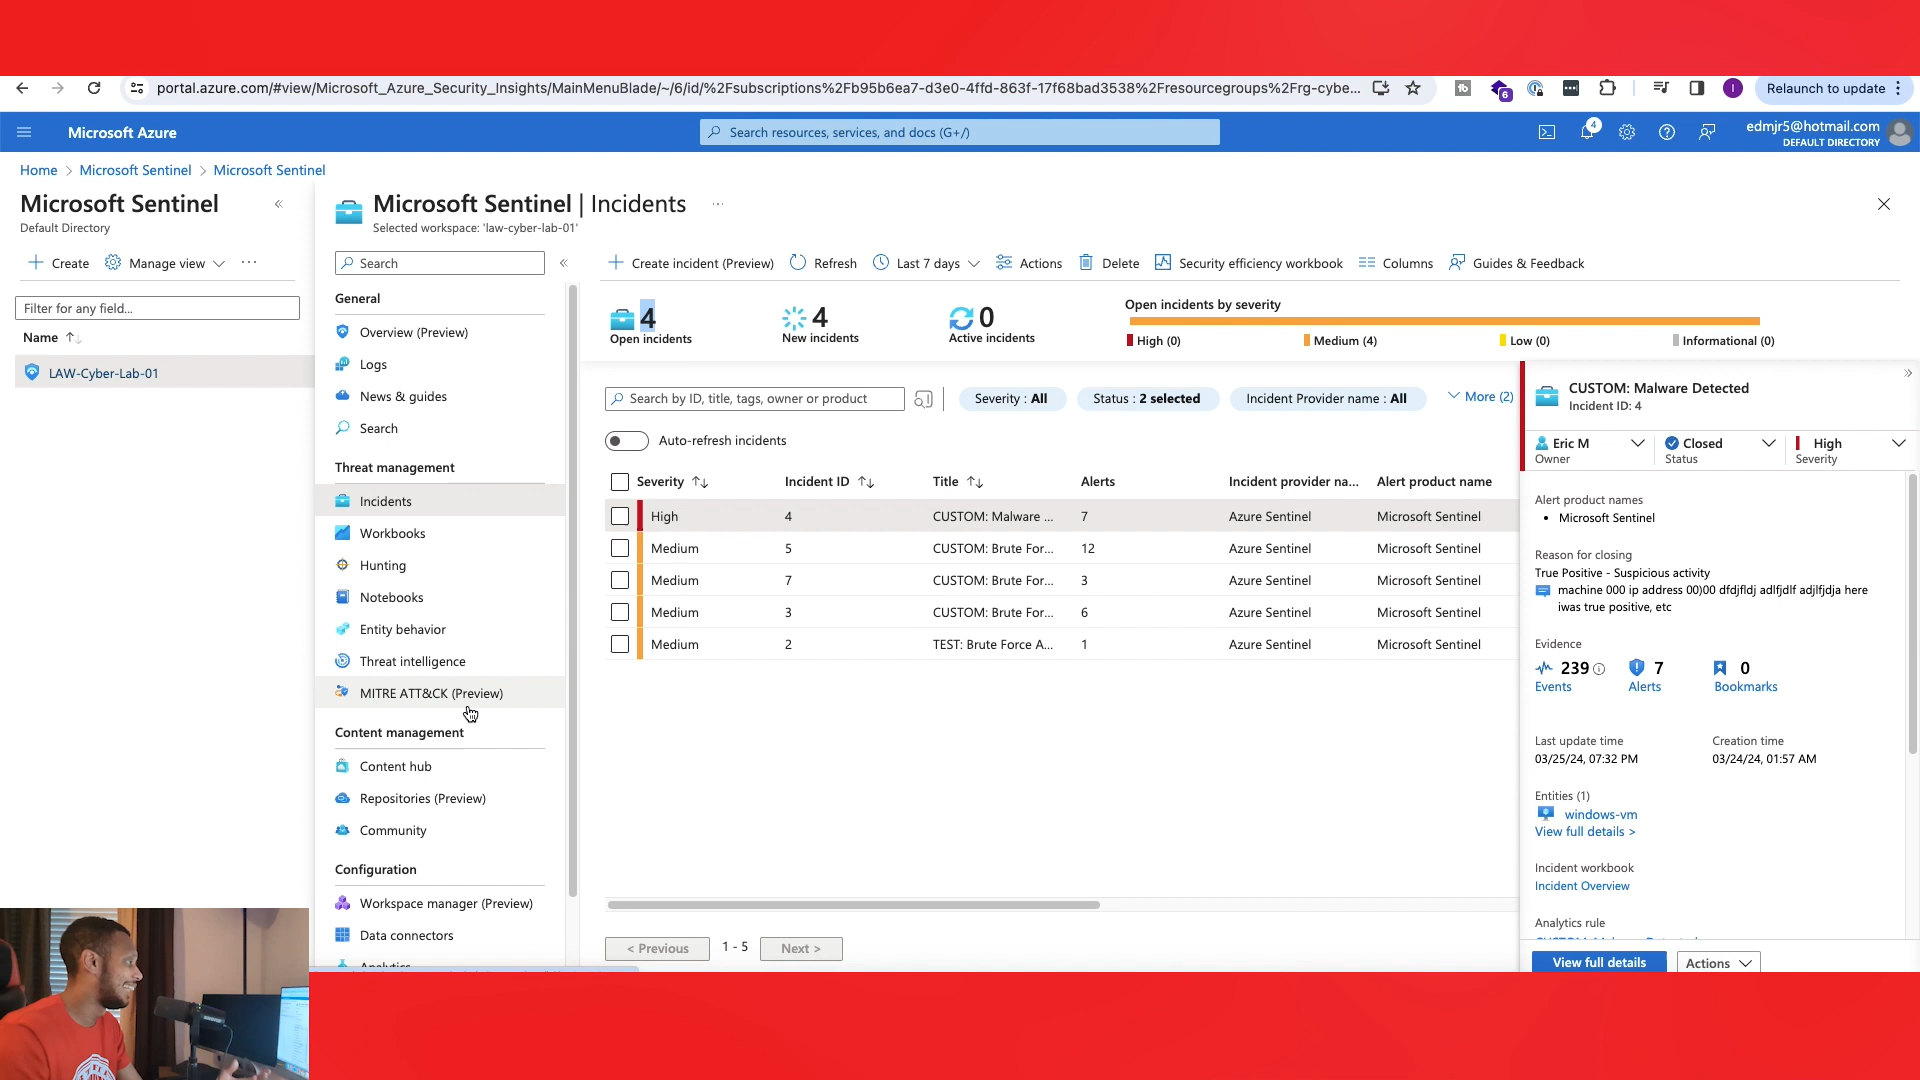 portal.azure.com/#view/Microsoft_Azure_Security_Insights/MainMenuBlade/~/6/id/%2Fsubscriptions%2Fb95b6ea7-d3e0-4ffd-863f-17f68bad3538%2Fresourcegroups%2Frg-cybe...
6
I
Relaunch to update
Microsoft Azure
Search resources, services, and docs (G+/)
4
edmjr5@hotmail.com
DEFAULT DIRECTORY
Home > Microsoft Sentinel > Microsoft Sentinel
Microsoft Sentinel
Default Directory
Create
Manage view
Filter for any field...
Name
LAW-Cyber-Lab-01
Microsoft Sentinel | Incidents
Selected workspace: 'law-cyber-lab-01'
Search
General
Overview (Preview)
Logs
News & guides
Search
Threat management
Incidents
Workbooks
Hunting
Notebooks
Entity behavior
Threat intelligence
MITRE ATT&CK (Preview)
Content management
Content hub
Repositories (Preview)
Community
Configuration
Workspace manager (Preview)
Data connectors
Analytics
Create incident (Preview)
Refresh
Last 7 days
Actions
Delete
Security efficiency workbook
Columns
Guides & Feedback
4
Open incidents
4
New incidents
0
Active incidents
Open incidents by severity
High (0)
Medium (4)
Low (0)
Informational (0)
Search by ID, title, tags, owner or product
Severity : All
Status : 2 selected
Incident Provider name : All
More (2)
Auto-refresh incidents
Severity Incident ID Title Alerts Incident provider na... Alert product name
High 4 CUSTOM: Malware ... 7 Azure Sentinel Microsoft Sentinel
Medium 5 CUSTOM: Brute For... 12 Azure Sentinel Microsoft Sentinel
Medium 7 CUSTOM: Brute For... 3 Azure Sentinel Microsoft Sentinel
Medium 3 CUSTOM: Brute For... 6 Azure Sentinel Microsoft Sentinel
Medium 2 TEST: Brute Force A... 1 Azure Sentinel Microsoft Sentinel
< Previous
1 - 5
Next >
CUSTOM: Malware Detected
Incident ID: 4
Eric M
Owner
Closed
Status
High
Severity
Alert product names
• Microsoft Sentinel
Reason for closing
True Positive - Suspicious activity
machine 000 ip address 00)00 dfdjfldj adlfjdlf adjlfjdja here
iwas true positive, etc
Evidence
239
Events
7
Alerts
0
Bookmarks
Last update time
03/25/24, 07:32 PM
Creation time
03/24/24, 01:57 AM
Entities (1)
windows-vm
View full details >
Incident workbook
Incident Overview
Analytics rule
View full details
Actions